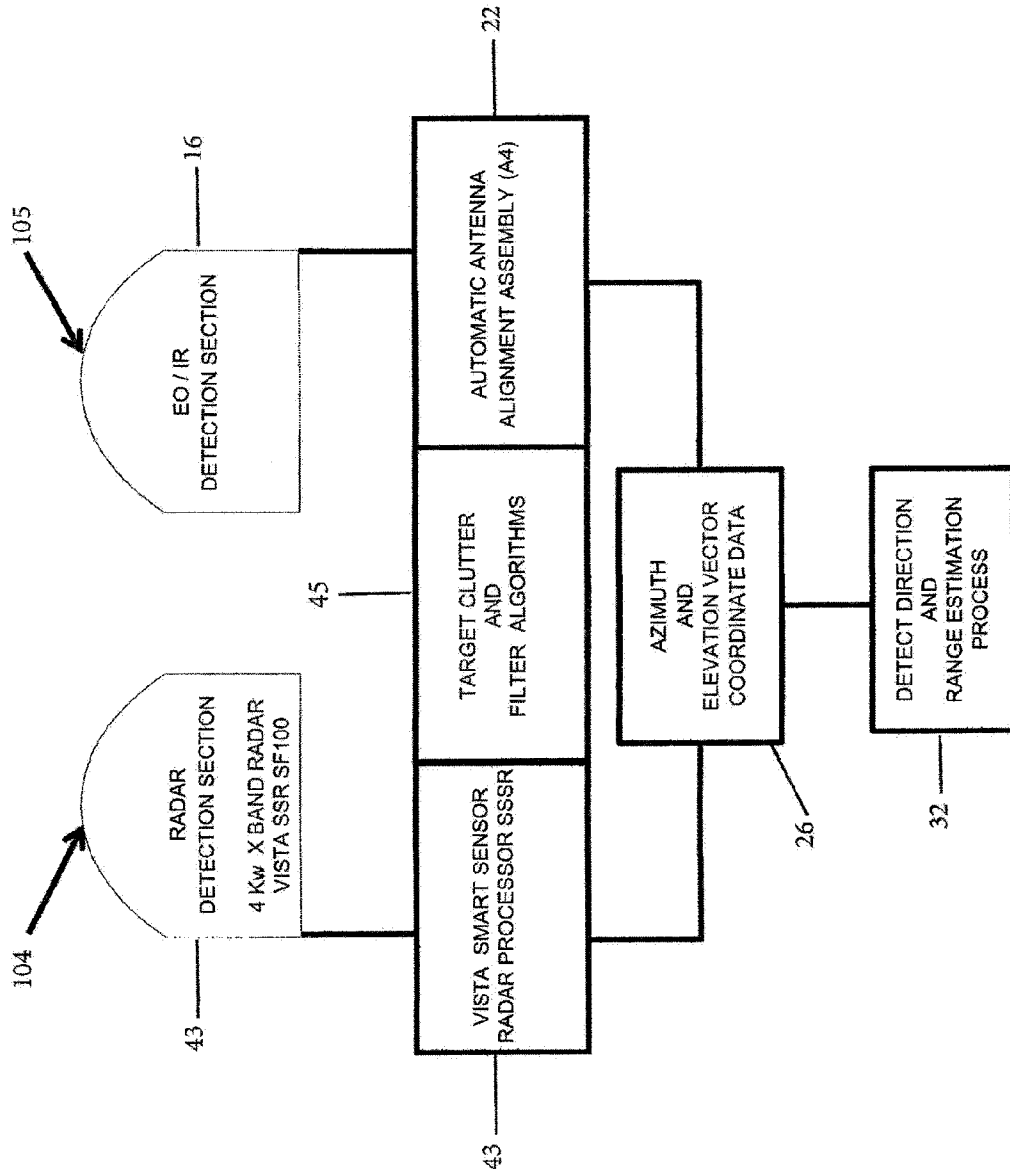 104
105
43
16
RADAR
DETECTION SECTION
4 Kw X BAND RADAR
VISTA SSR SF100
EO / IR
DETECTION SECTION
45
22
43
VISTA SMART SENSOR
RADAR PROCESSOR SSSR
TARGET CLUTTER
AND
FILTER ALGORITHMS
AUTOMATIC ANTENNA
ALIGNMENT ASSEMBLY (A4)
26
AZIMUTH
AND
ELEVATION VECTOR
COORDINATE DATA
32
DETECT DIRECTION
AND
RANGE ESTIMATION
PROCESS